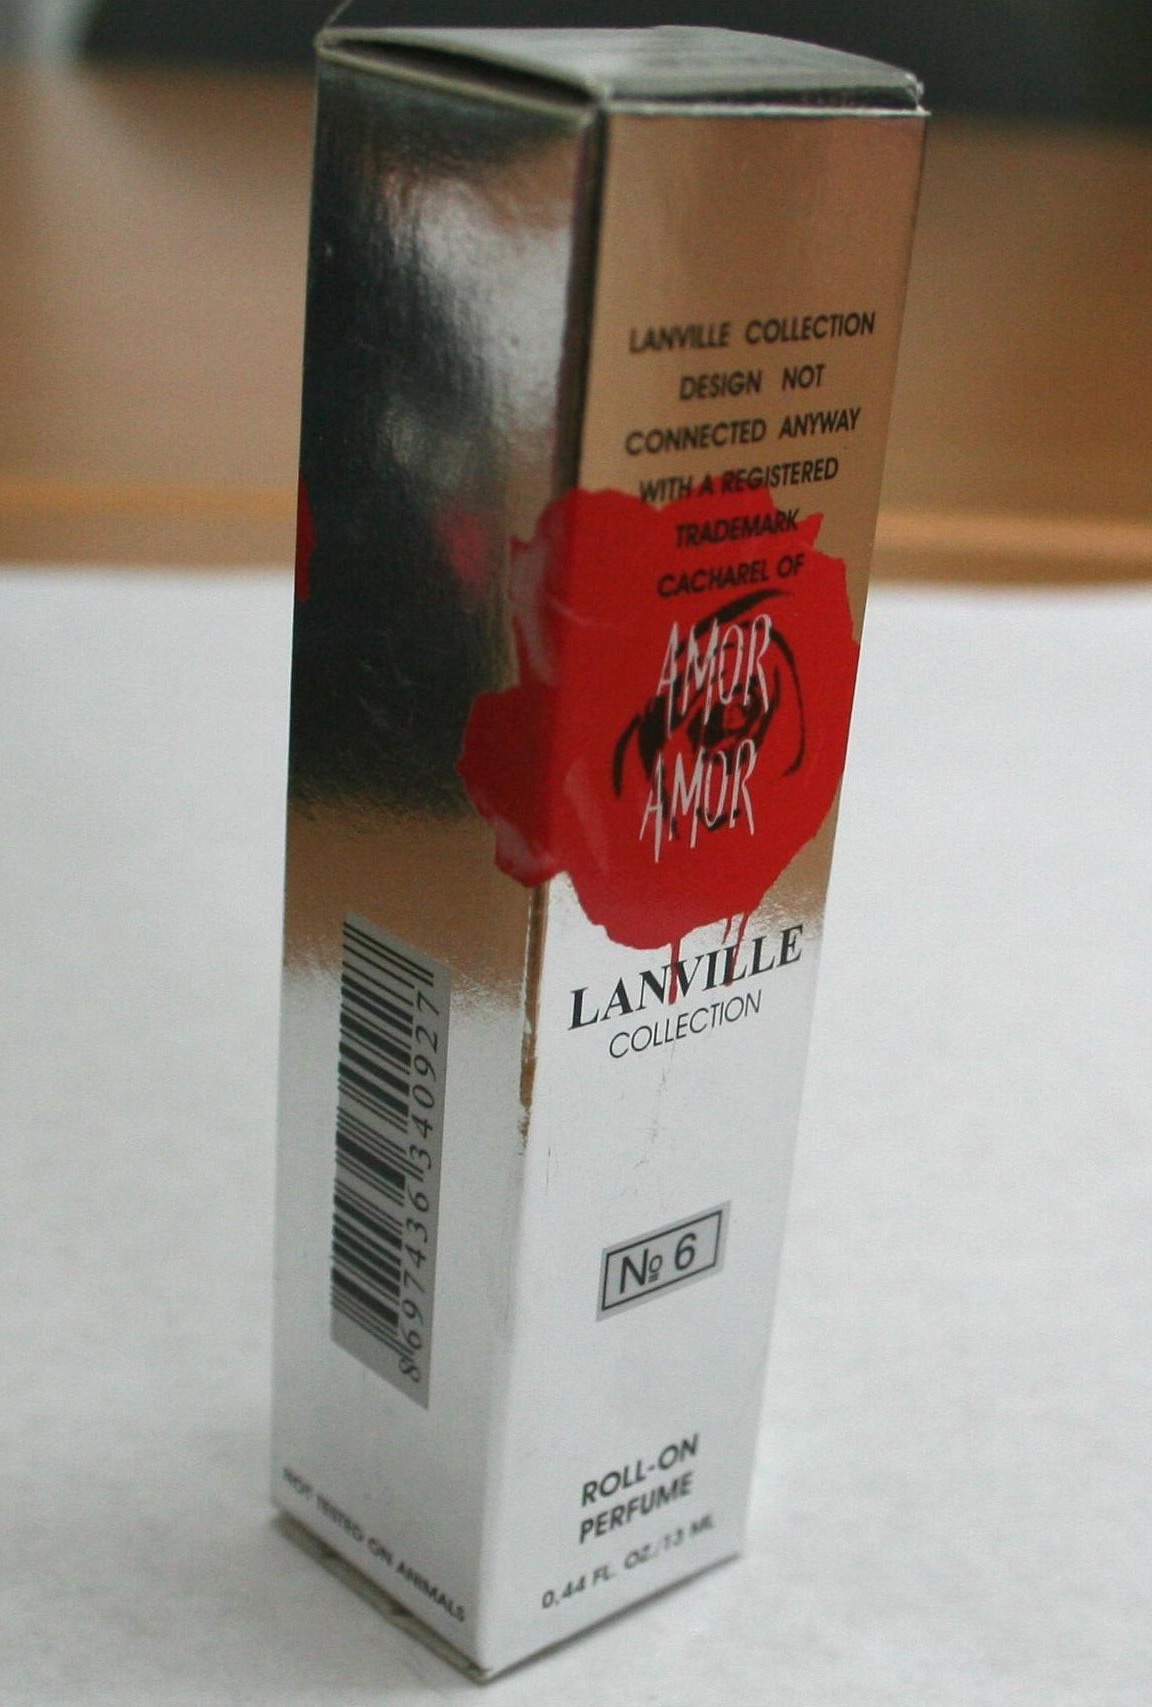 LANVILLE COLLECTION
DESIGN NOT
CONNECTED ANYWAY
WITH A REGISTERED
TRADEMARK
CACHAREL OF
AMOR
AMOR
LANVILLE
COLLECTION
№ 6
ROLL-ON
PERFUME
0,44 FL. OZ./13 ML
8697436340927
NOT TESTED ON ANIMALS